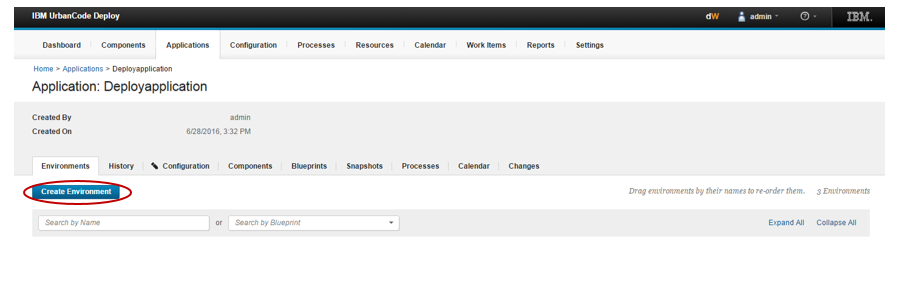 IBM UrbanCode Deploy dW admin IBM.
Dashboard Components Applications Configuration Processes Resources Calendar Work Items Reports Settings
Home > Applications > Deployapplication
Application: Deployapplication
Created By admin
Created On 6/28/2016, 3:32 PM
Environments History Configuration Components Blueprints Snapshots Processes Calendar Changes
Create Environment Drag environments by their names to re-order them. 3 Environments
Search by Name or Search by Blueprint Expand All Collapse All